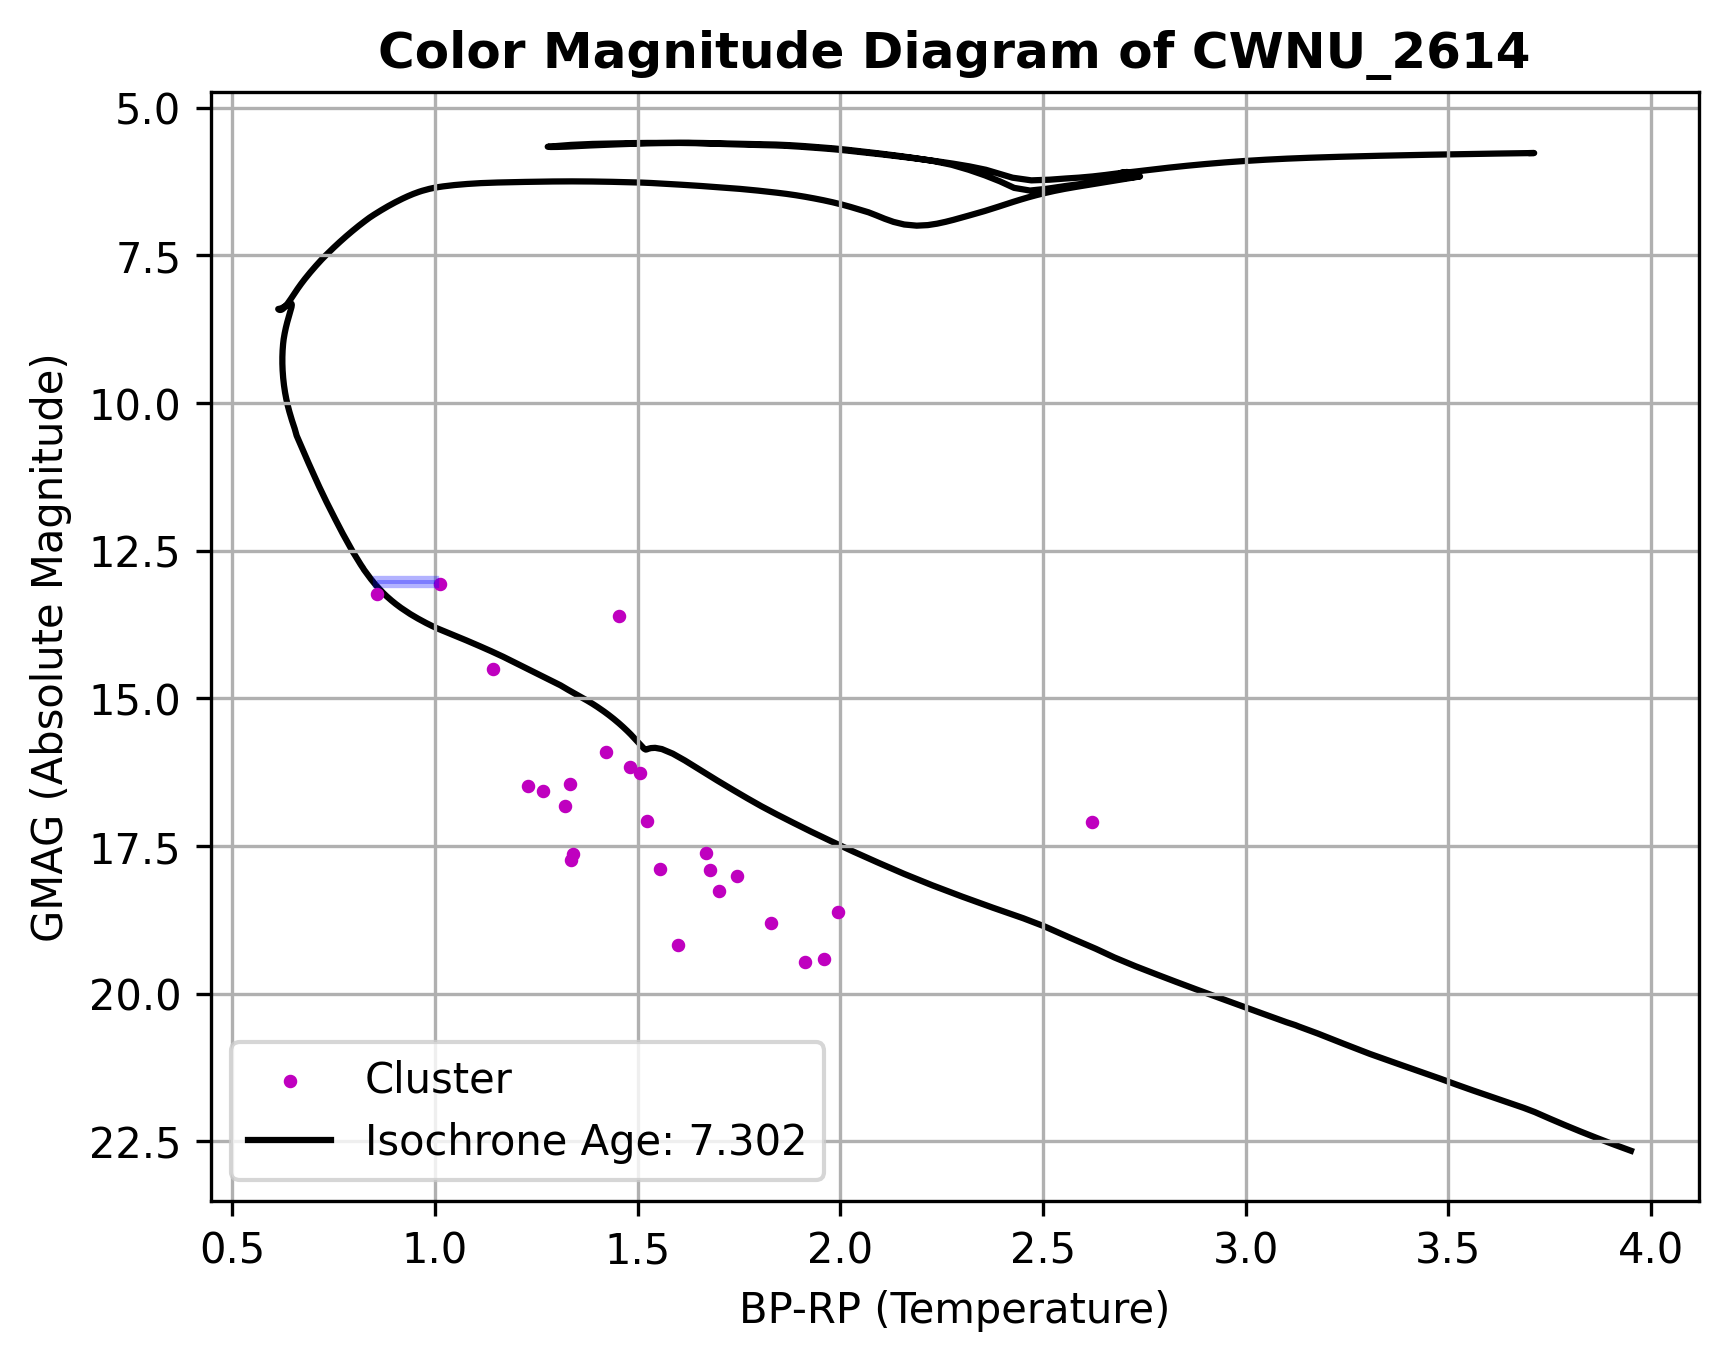 Color Magnitude Diagram of CWNU_2614
GMAG (Absolute Magnitude)
5.0
7.5
10.0
12.5
15.0
17.5
20.0
22.5
Cluster
Isochrone Age: 7.302
0.5 1.0 1.5 2.0 2.5 3.0 3.5 4.0
BP-RP (Temperature)